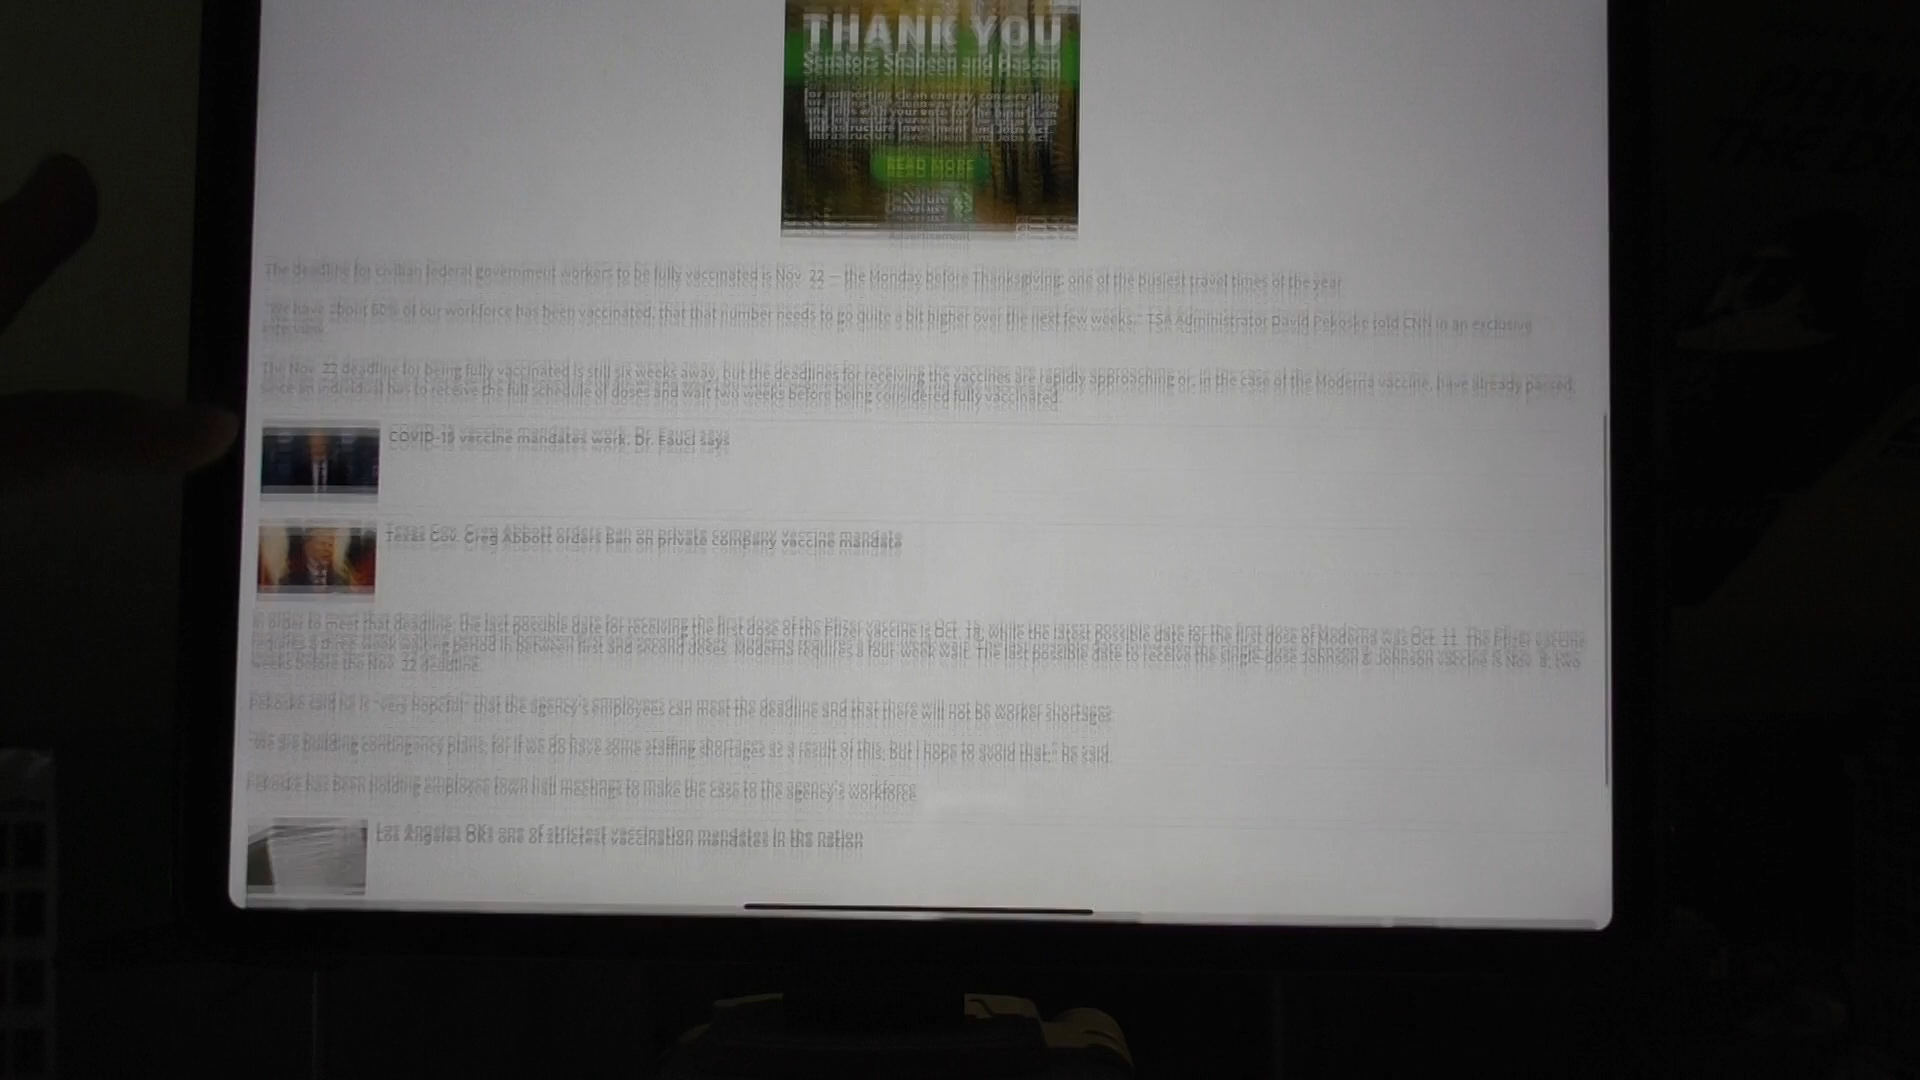 THANK YOU
Senators Shaheen and Hassan
for supporting clean energy, conservation
Infrastructure Investment and Jobs Act.
READ MORE
Advertisement
The deadline for civilian federal government workers to be fully vaccinated is Nov. 22 — the Monday before Thanksgiving, one of the busiest travel times of the year.
"We have about 60% of our workforce has been vaccinated, that that number needs to go quite a bit higher over the next few weeks," TSA Administrator David Pekoske told CNN in an exclusive
interview.
The Nov. 22 deadline for being fully vaccinated is still six weeks away, but the deadlines for receiving the vaccines are rapidly approaching or, in the case of the Moderna vaccine, have already passed,
since an individual has to receive the full schedule of doses and wait two weeks before being considered fully vaccinated.
COVID-19 vaccine mandates work, Dr. Fauci says
Texas Gov. Greg Abbott orders ban on private company vaccine mandate
In order to meet that deadline, the last possible date for receiving the first dose of the Pfizer vaccine is Oct. 18, while the latest possible date for the first dose of Moderna was Oct. 11. The Pfizer vaccine
requires a three-week waiting period in between first and second doses. Moderna requires a four-week wait. The last possible date to receive the single-dose Johnson & Johnson vaccine is Nov. 8, two
weeks before the Nov. 22 deadline.
Pekoske said he is "very hopeful" that the agency's employees can meet the deadline and that there will not be worker shortages.
"We are building contingency plans, for if we do have some staffing shortages as a result of this, but I hope to avoid that," he said.
Pekoske has been holding employee town hall meetings to make the case to the agency's workforce.
Los Angeles OKs one of strictest vaccination mandates in the nation